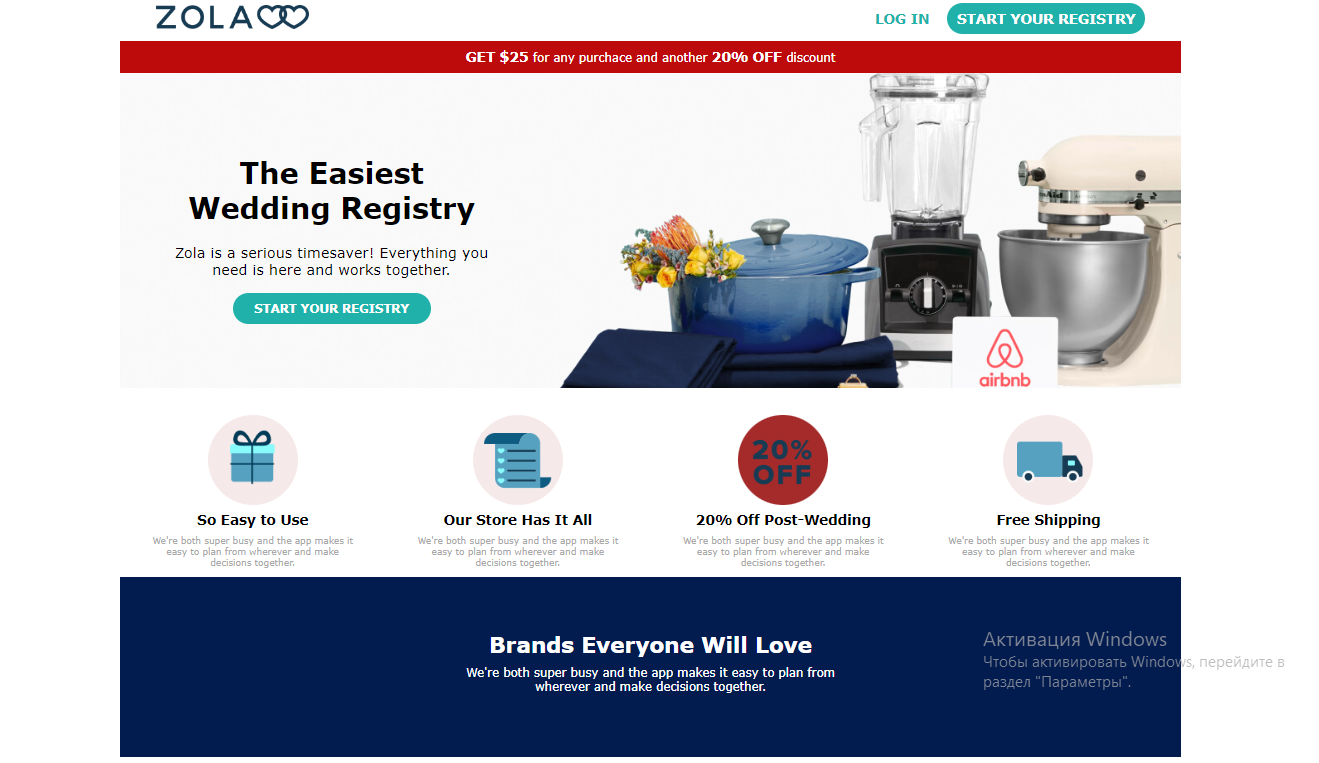 ZOLA
LOG IN
START YOUR REGISTRY
GET $25 for any purchace and another 20% OFF discount
The Easiest
Wedding Registry
Zola is a serious timesaver! Everything you
need is here and works together.
START YOUR REGISTRY
airbnb
20%
OFF
So Easy to Use
We're both super busy and the app makes it
easy to plan from wherever and make
decisions together.
Our Store Has It All
We're both super busy and the app makes it
easy to plan from wherever and make
decisions together.
20% Off Post-Wedding
We're both super busy and the app makes it
easy to plan from wherever and make
decisions together.
Free Shipping
We're both super busy and the app makes it
easy to plan from wherever and make
decisions together.
Brands Everyone Will Love
We're both super busy and the app makes it easy to plan from
wherever and make decisions together.
Активация Windows
Чтобы активировать Windows, перейдите в
раздел "Параметры".